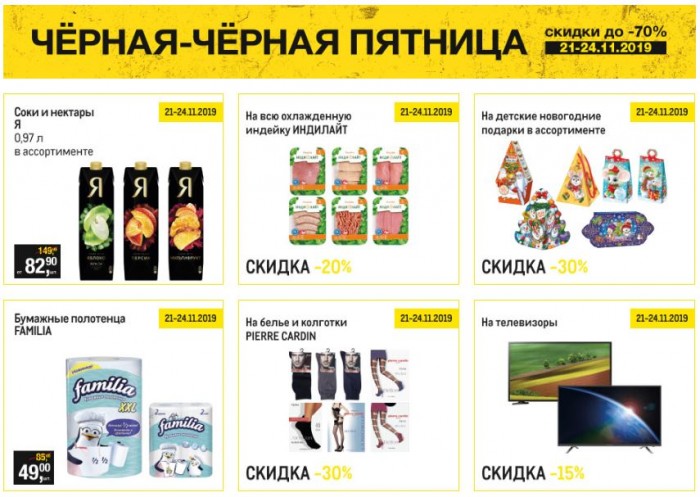 ЧЁРНАЯ-ЧЁРНАЯ ПЯТНИЦА
скидки до -70%
21-24.11.2019
Соки и нектары
Я
0,97 л
в ассортименте
21-24.11.2019
Я Я Я
149,
от 82,90
На всю охлажденную
индейку ИНДИЛАЙТ
21-24.11.2019
СКИДКА -20%
На детские новогодние
подарки в ассортименте
21-24.11.2019
СКИДКА -30%
Бумажные полотенца
FAMILIA
21-24.11.2019
familia
XXL
familia
85,
49,00
На белье и колготки
PIERRE CARDIN
21-24.11.2019
СКИДКА -30%
На телевизоры
21-24.11.2019
СКИДКА -15%